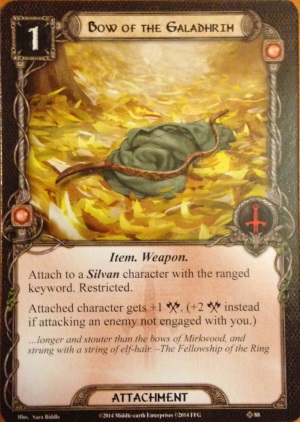 1
Bow of the Galadhrim
Item. Weapon.
Attach to a Silvan character with the ranged
keyword. Restricted.
Attached character gets +1 . (+2 instead
if attacking an enemy not engaged with you.)
...longer and stouter than the bows of Mirkwood, and
strung with a string of elf-hair. –The Fellowship of the Ring
ATTACHMENT
Illus. Sara Biddle
©2014 Middle-earth Enterprises ©2014 FFG
88